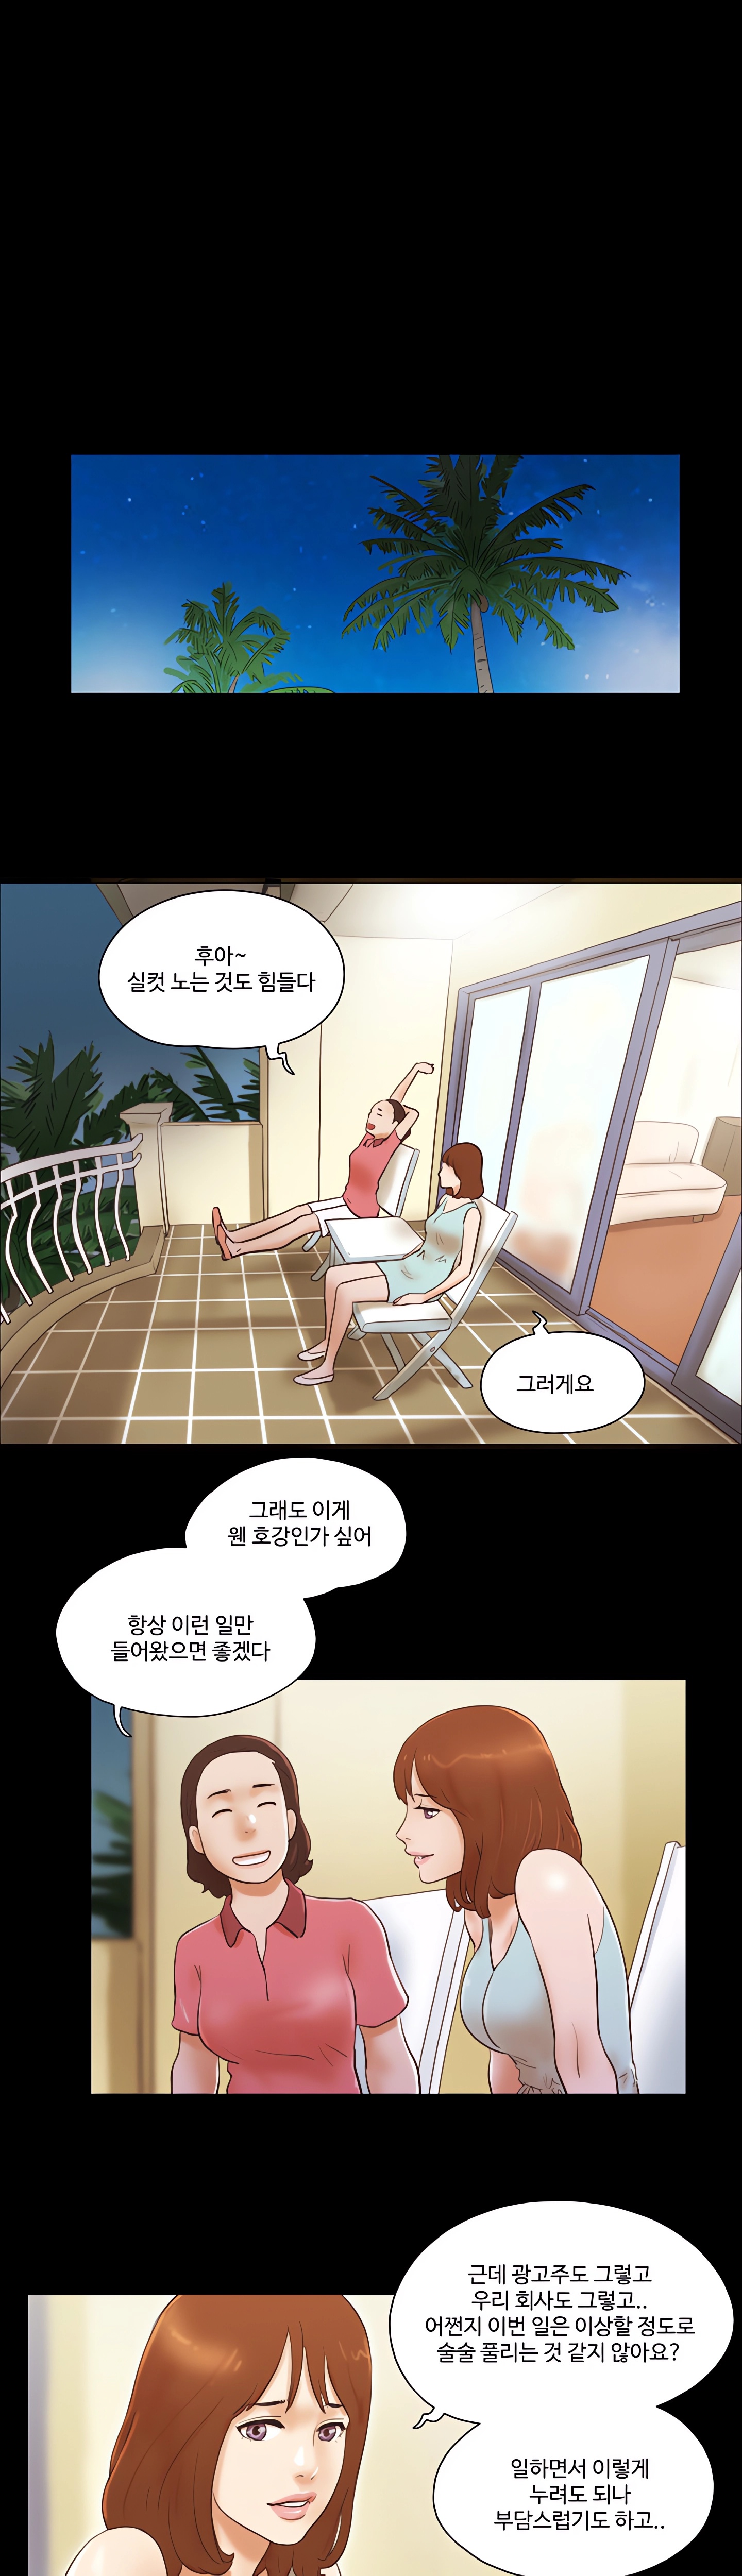 후아~
실컷 노는 것도 힘들다
그러게요
그래도 이게
웬 호강인가 싶어
항상 이런 일만
들어왔으면 좋겠다
근데 광고주도 그렇고
우리 회사도 그렇고..
어쩐지 이번 일은 이상할 정도로
술술 풀리는 것 같지 않아요?
일하면서 이렇게
누려도 되나
부담스럽기도 하고..